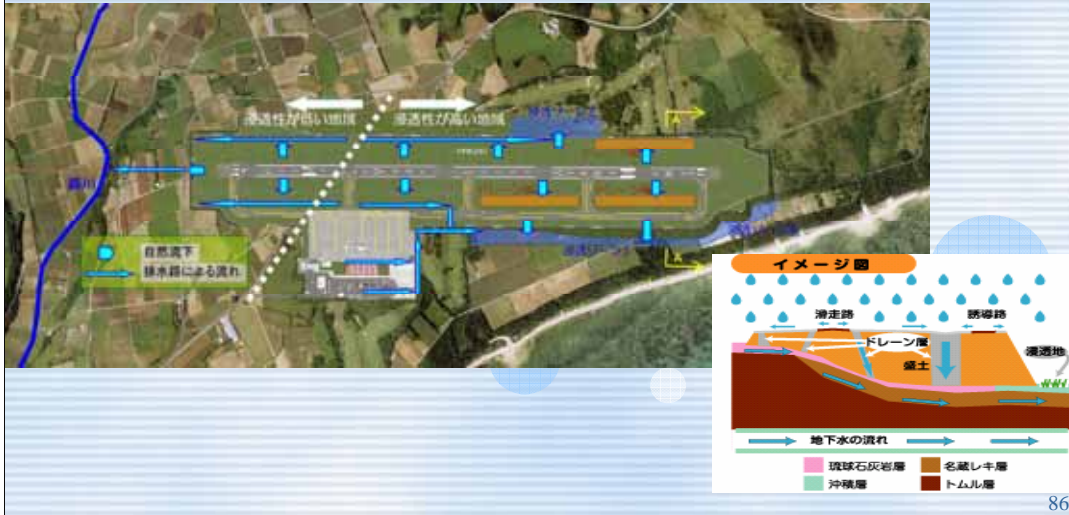 浸透性が低い地域
浸透性が高い地域
A
自然流下
排水路による流れ
A
イメージ図
滑走路
誘導路
ドレーン層
盛土
浸透地
地下水の流れ
琉球石灰岩層
名蔵レキ層
沖積層
トムル層
86